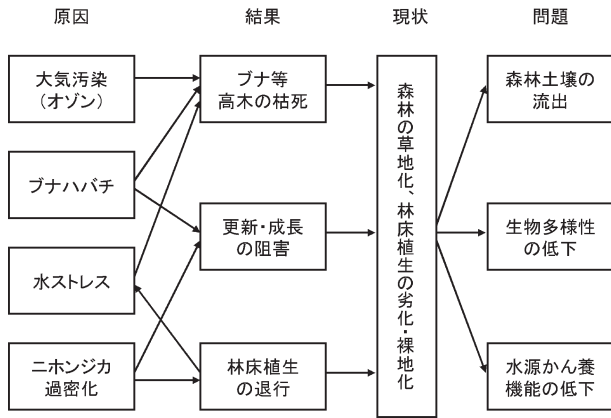 原因
結果
現状
問題
大気汚染
（オゾン）
ブナハバチ
水ストレス
ニホンジカ
過密化
ブナ等
高木の枯死
更新・成長
の阻害
林床植生
の退行
森林の草地化、林床植生の劣化・裸地化
森林土壌の
流出
生物多様性
の低下
水源かん養
機能の低下